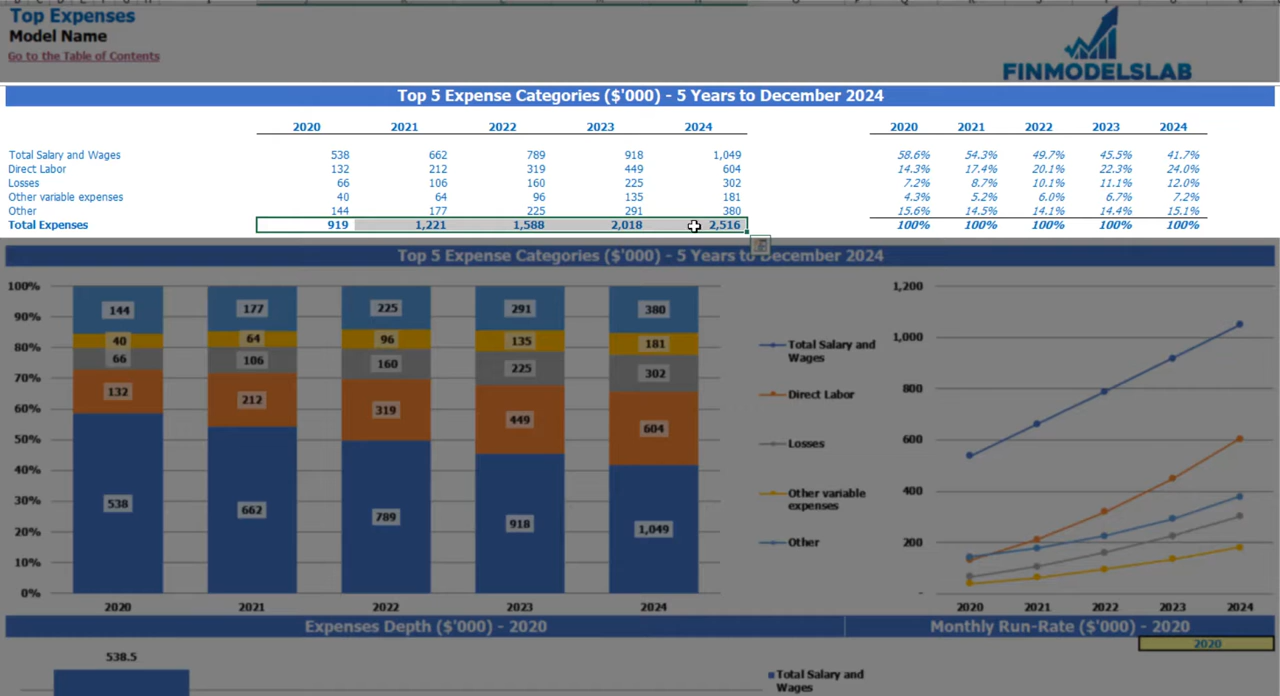 Top Expenses
Model Name
Go to the Table of Contents
FINMODELSLAB
Top 5 Expense Categories ($'000) - 5 Years to December 2024
2020 2021 2022 2023 2024 2020 2021 2022 2023 2024
Total Salary and Wages 538 662 789 918 1,049 58.6% 54.3% 49.7% 45.5% 41.7%
Direct Labor 132 212 319 449 604 14.3% 17.4% 20.1% 22.3% 24.0%
Losses 66 106 160 225 302 7.2% 8.7% 10.1% 11.1% 12.0%
Other variable expenses 40 64 96 135 181 4.3% 5.2% 6.0% 6.7% 7.2%
Other 144 177 225 291 380 15.6% 14.5% 14.1% 14.4% 15.1%
Total Expenses 919 1,221 1,588 2,018 2,516 100% 100% 100% 100% 100%
Top 5 Expense Categories ($'000) - 5 Years to December 2024
100%
90%
80%
70%
60%
50%
40%
30%
20%
10%
0%
144 177 225 291 380
40 64 96 135 181
66 106 160 225 302
132 212 319 449 604
538 662 789 918 1,049
2020 2021 2022 2023 2024
Total Salary and
Wages
Direct Labor
Losses
Other variable
expenses
Other
1,200
1,000
800
600
400
200
-
2020 2021 2022 2023 2024
Expenses Depth ($'000) - 2020
Monthly Run-Rate ($'000) - 2020
2020
538.5
Total Salary and
Wages